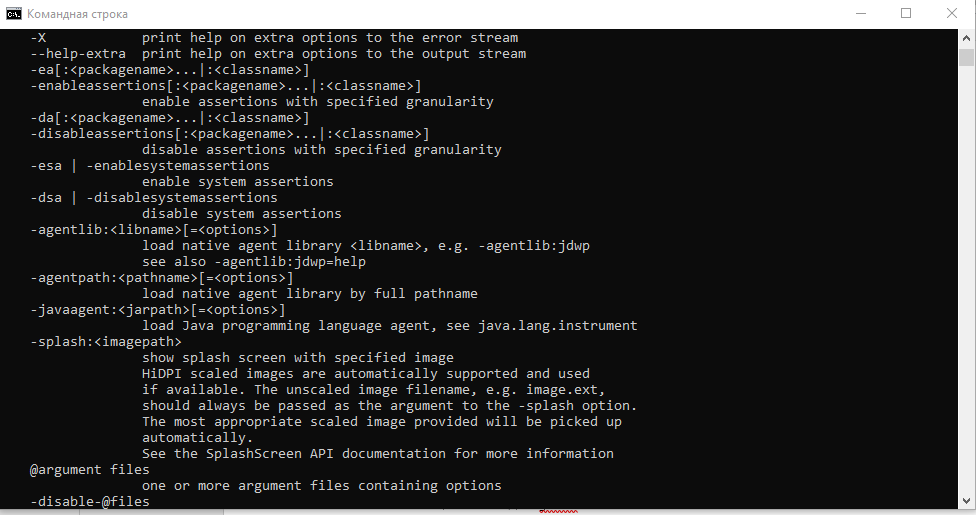 Командная строка
-X print help on extra options to the error stream
--help-extra print help on extra options to the output stream
-ea[:<packagename>...|:<classname>]
-enableassertions[:<packagename>...|:<classname>]
enable assertions with specified granularity
-da[:<packagename>...|:<classname>]
-disableassertions[:<packagename>...|:<classname>]
disable assertions with specified granularity
-esa | -enablesystemassertions
enable system assertions
-dsa | -disablesystemassertions
disable system assertions
-agentlib:<libname>[=<options>]
load native agent library <libname>, e.g. -agentlib:jdwp
see also -agentlib:jdwp=help
-agentpath:<pathname>[=<options>]
load native agent library by full pathname
-javaagent:<jarpath>[=<options>]
load Java programming language agent, see java.lang.instrument
-splash:<imagepath>
show splash screen with specified image
HiDPI scaled images are automatically supported and used
if available. The unscaled image filename, e.g. image.ext,
should always be passed as the argument to the -splash option.
The most appropriate scaled image provided will be picked up
automatically.
See the SplashScreen API documentation for more information
@argument files
one or more argument files containing options
-disable-@files